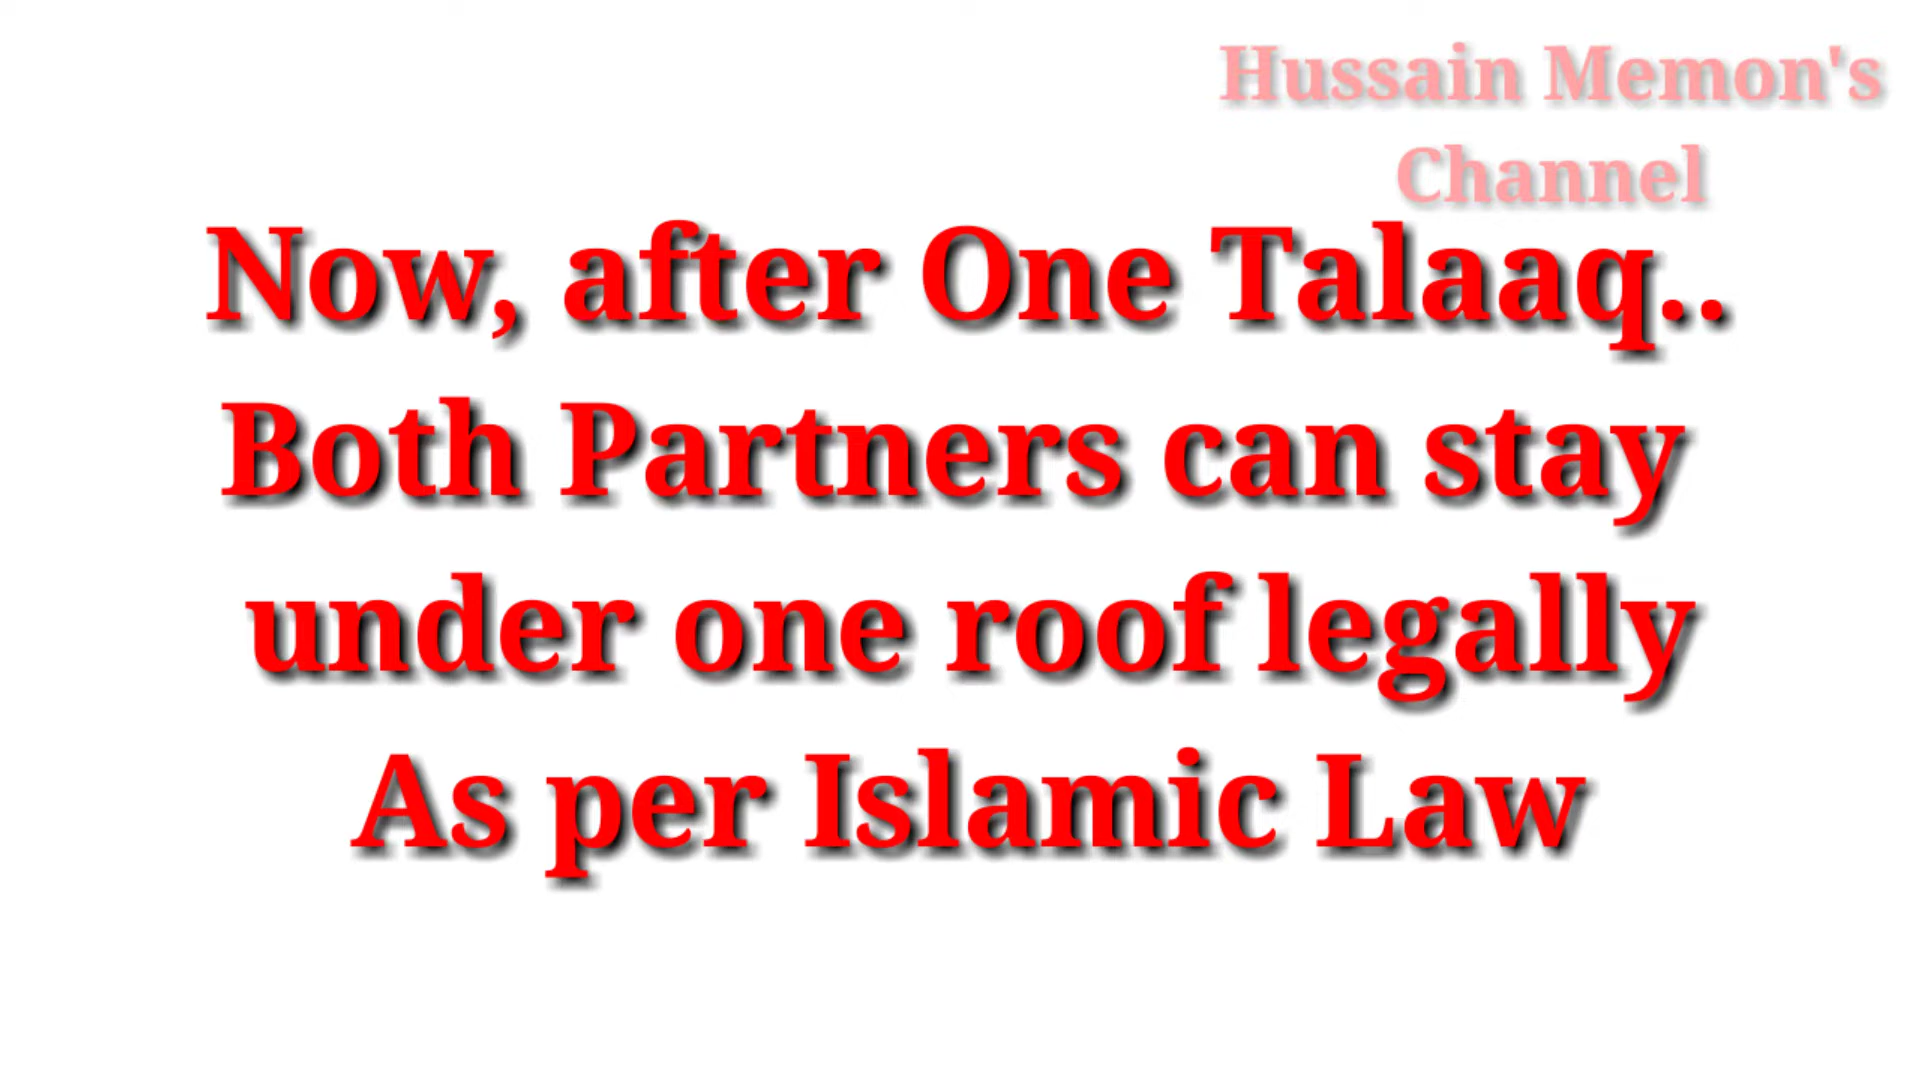 Hussain Memon's
Channel
Now, after One Talaaq..
Both Partners can stay
under one roof legally
As per Islamic Law